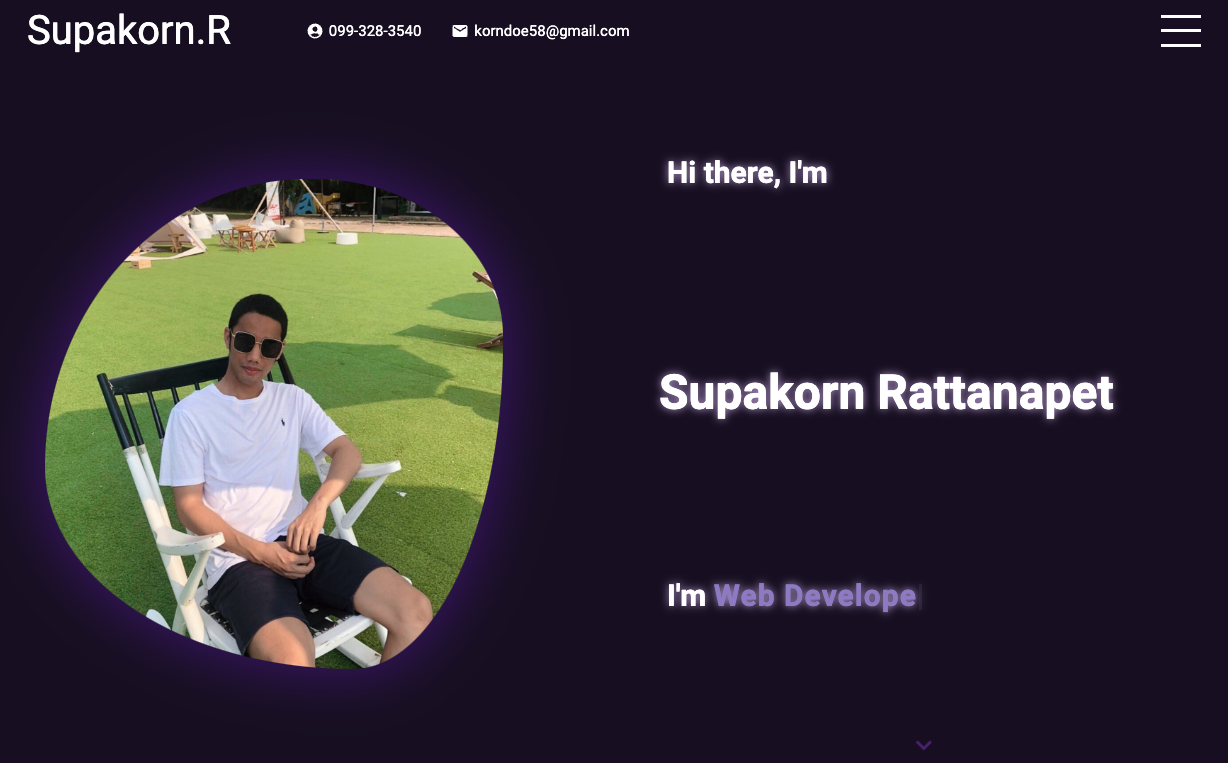 Supakorn.R
099-328-3540
korndoe58@gmail.com
Hi there, I'm
Supakorn Rattanapet
I'm Web Develope